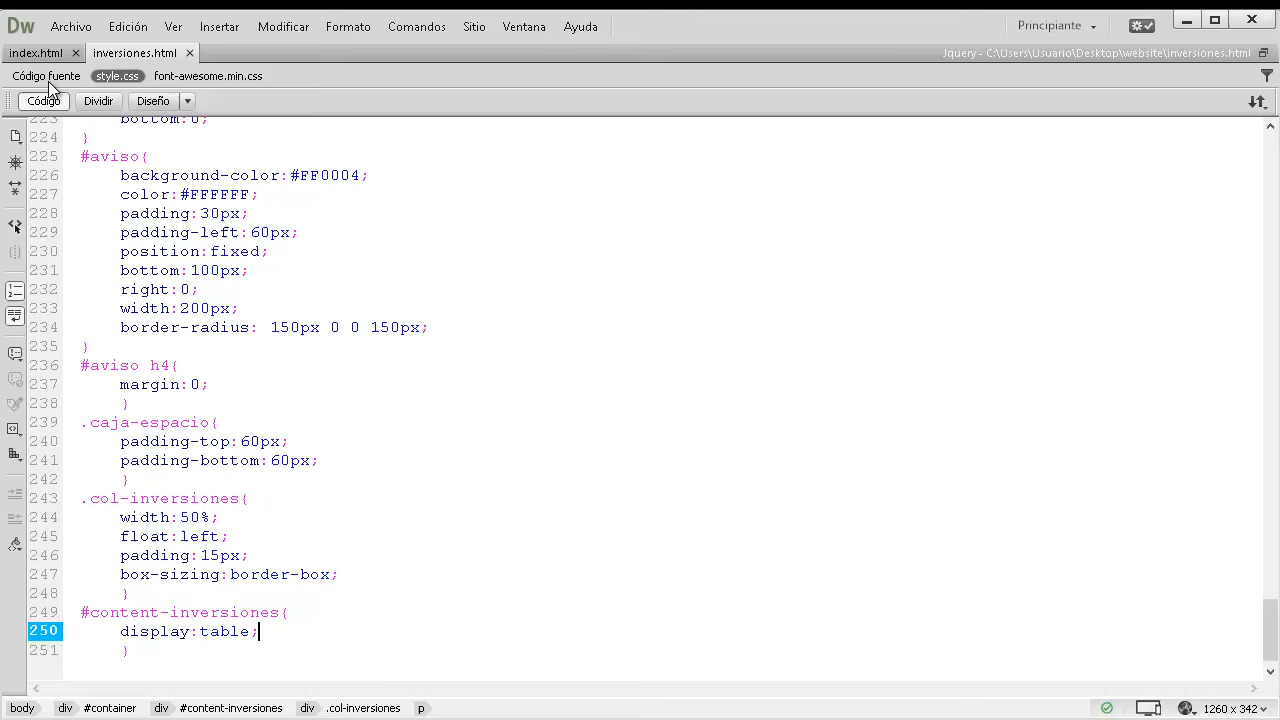 Dw Archivo Edición Ver Insertar Modificar Formato Comandos Sitio Ventana Ayuda Principiante
index.html inversiones.html Jquery - C:\Users\Usuario\Desktop\website\inversiones.html
Código fuente style.css font-awesome.min.css
Código Dividir Diseño
223 bottom:0;
224 }
225 #aviso{
226 background-color:#FF0004;
227 color:#FFFFFF;
228 padding:30px;
229 padding-left:60px;
230 position:fixed;
231 bottom:100px;
232 right:0;
233 width:200px;
234 border-radius: 150px 0 0 150px;
235 }
236 #aviso h4{
237 margin:0;
238 }
239 .caja-espacio{
240 padding-top:60px;
241 padding-bottom:60px;
242 }
243 .col-inversiones{
244 width:50%;
245 float:left;
246 padding:15px;
247 box-sizing:border-box;
248 }
249 #content-inversiones{
250 display:table;
251 }
body div #container div #content-inversiones div .col-inversiones p 1260 x 342